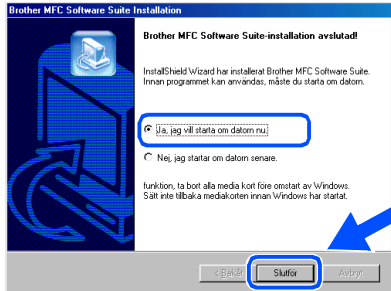 Brother MFC Software Suite Installation
Brother MFC Software Suite-installation avslutad!
InstallShield Wizard har installerat Brother MFC Software Suite.
Innan programmet kan användas, måste du starta om datorn.
Ja, jag vill starta om datorn nu.
Nej, jag startar om datorn senare.
funktion, ta bort alla media kort före omstart av Windows.
Sätt inte tillbaka mediakorten innan Windows har startat.
< Bakåt Slutför Avbryt